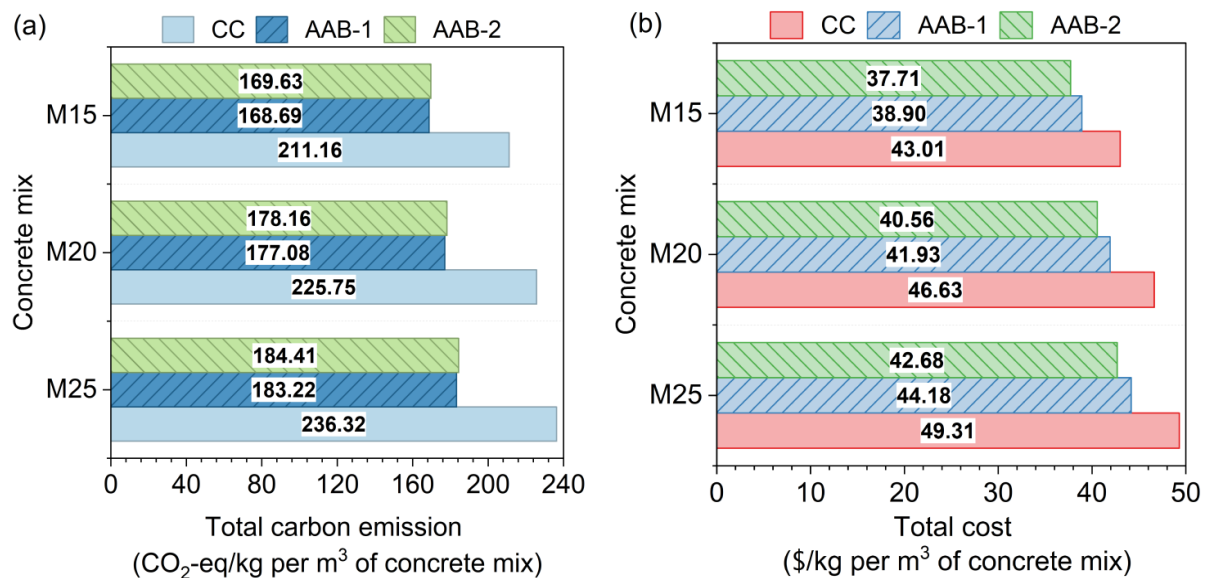 (a)
CC AAB-1 AAB-2
Concrete mix
M15
169.63
168.69
211.16
M20
178.16
177.08
225.75
M25
184.41
183.22
236.32
0 40 80 120 160 200 240
Total carbon emission
(CO₂-eq/kg per m³ of concrete mix)
(b)
CC AAB-1 AAB-2
Concrete mix
M15
37.71
38.90
43.01
M20
40.56
41.93
46.63
M25
42.68
44.18
49.31
0 10 20 30 40 50
Total cost
($/kg per m³ of concrete mix)